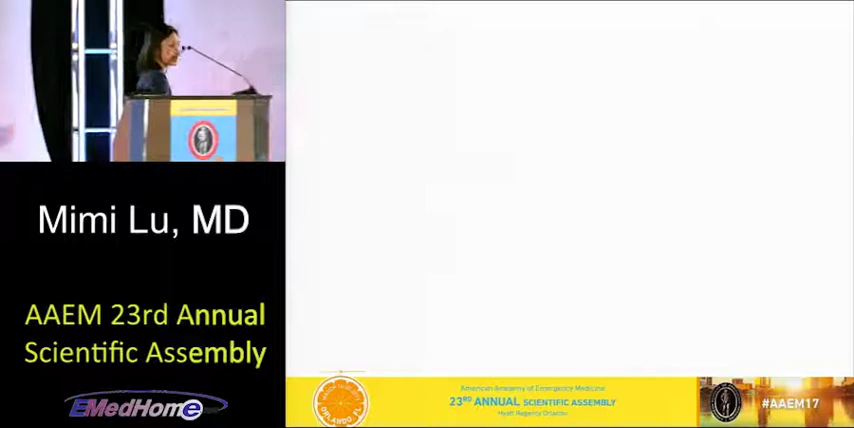 Mimi Lu, MD
AAEM 23rd Annual
Scientific Assembly
EMedHome
ORLANDO, FL
American Academy of Emergency Medicine
23RD ANNUAL SCIENTIFIC ASSEMBLY
Hyatt Regency Orlando
#AAEM17